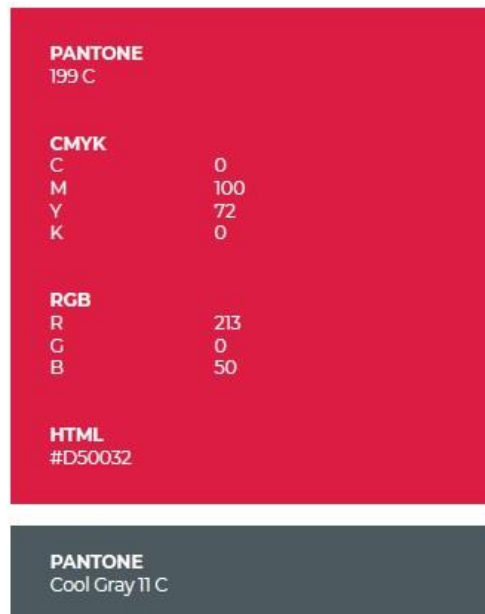 PANTONE
199 C
CMYK
C 0
M 100
Y 72
K 0
RGB
R 213
G 0
B 50
HTML
#D50032
PANTONE
Cool Gray 11 C